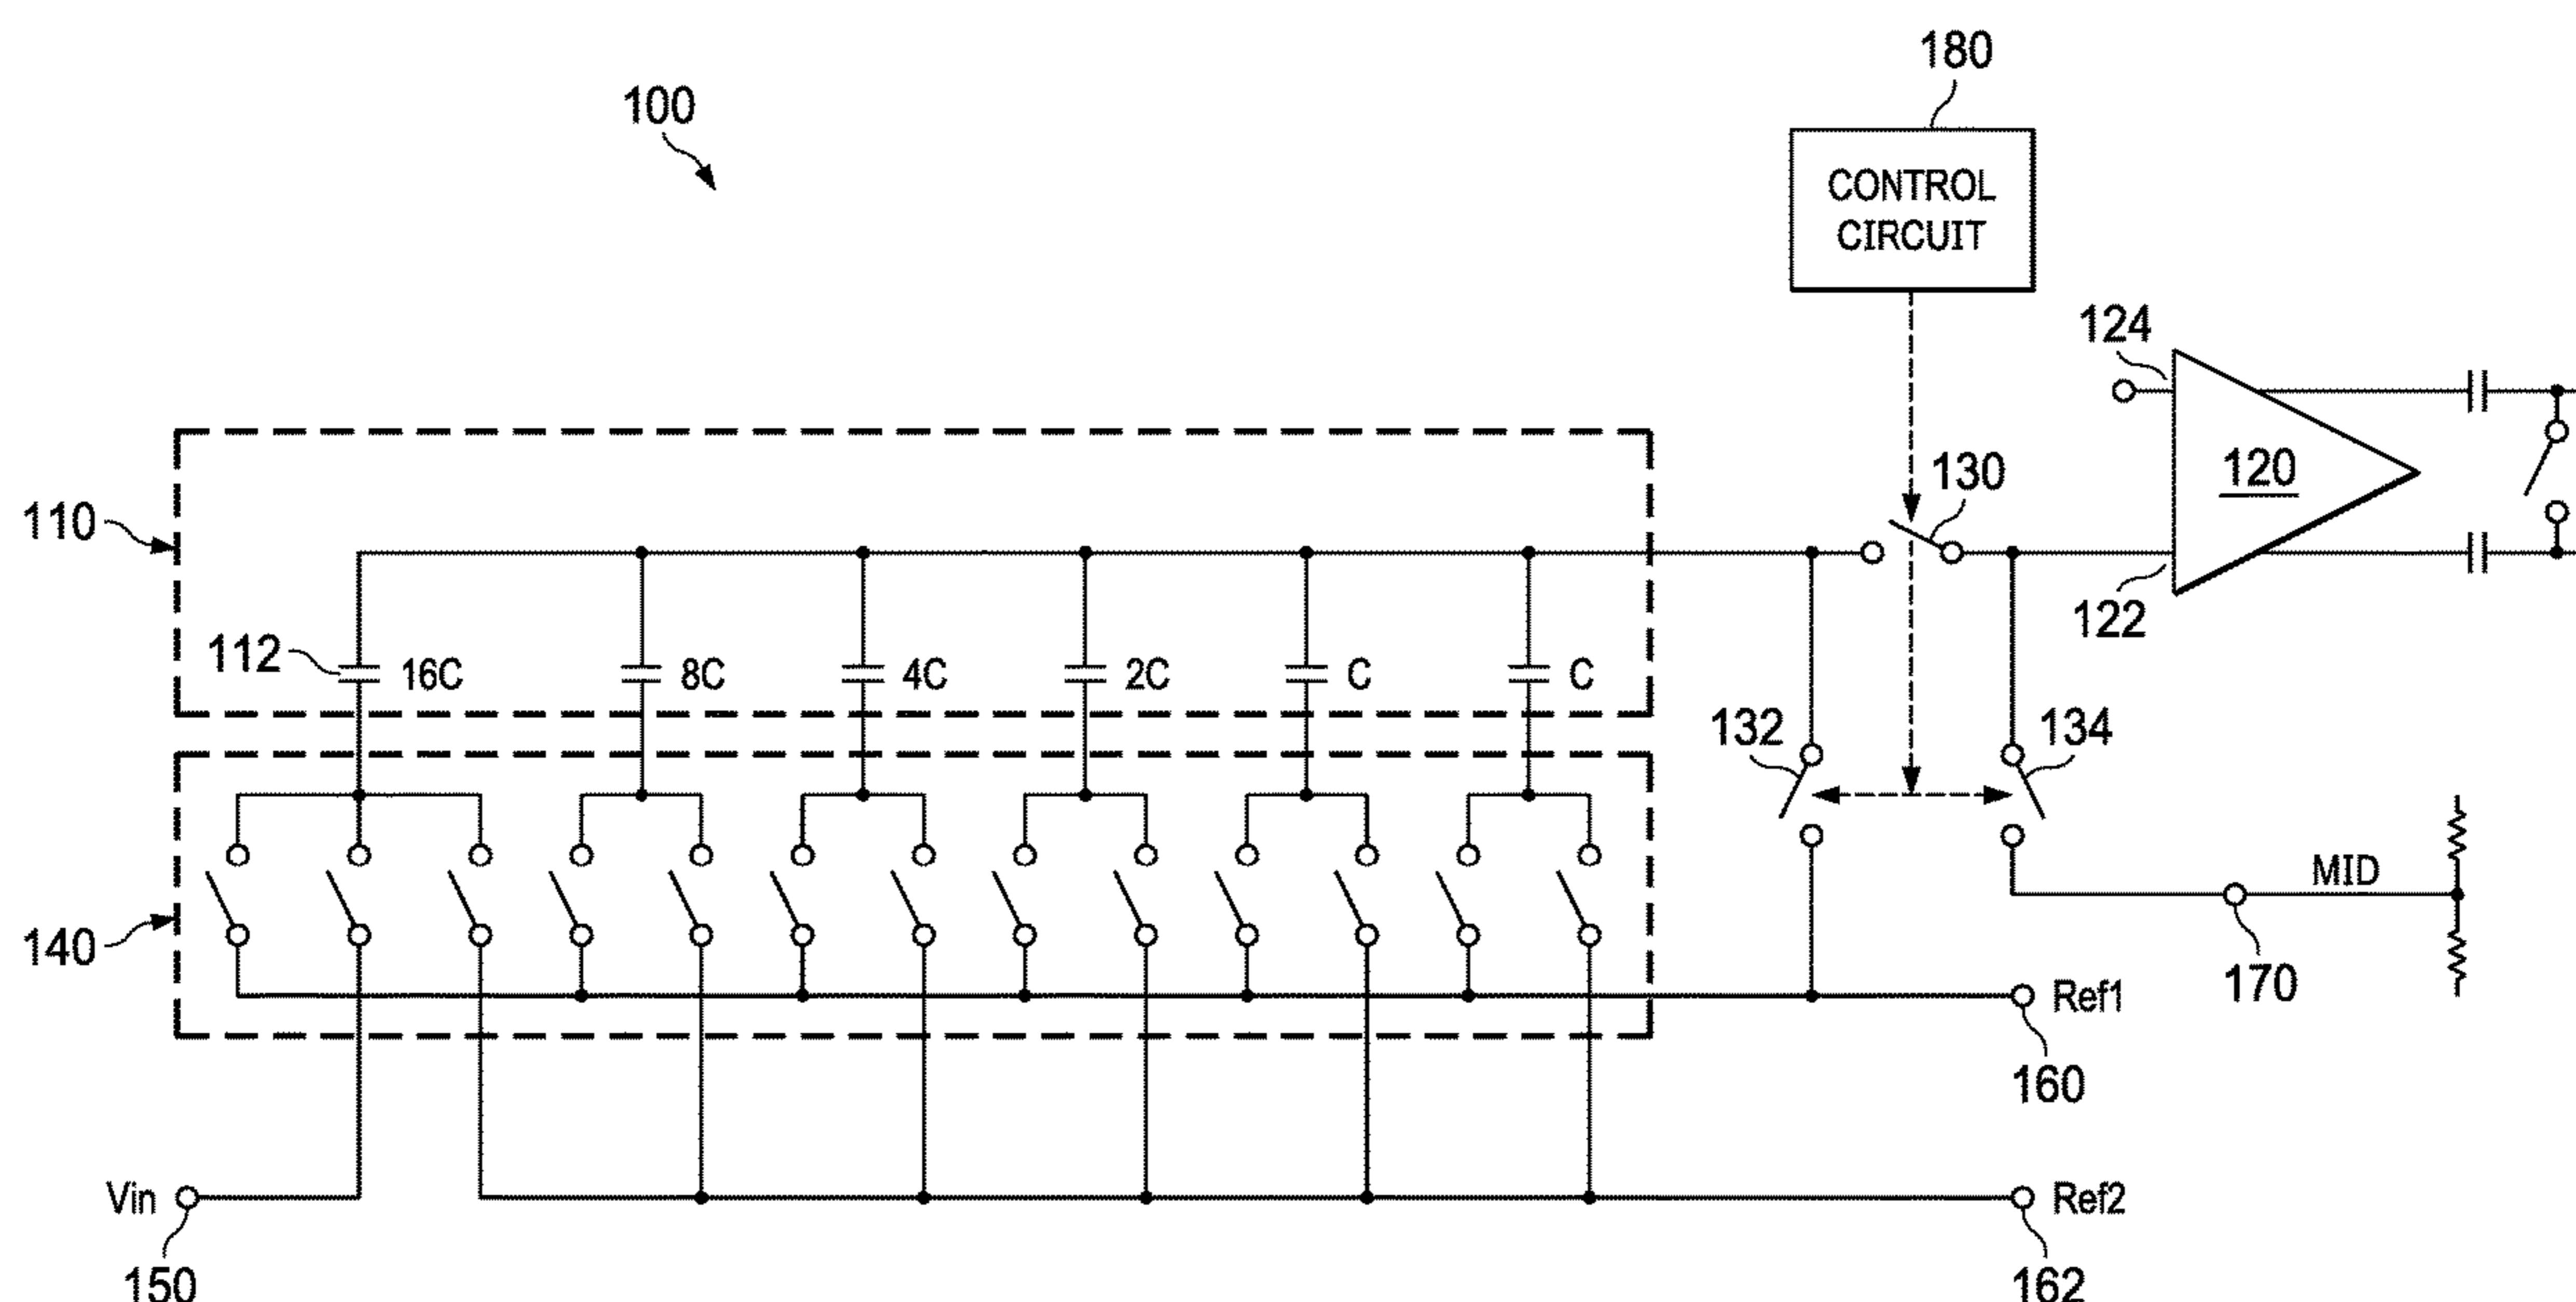 180
100
CONTROL
CIRCUIT
124
130
120
110
122
112
16C
8C
4C
2C
C
C
132
134
MID
140
170
Ref1
160
Vin
Ref2
150
162